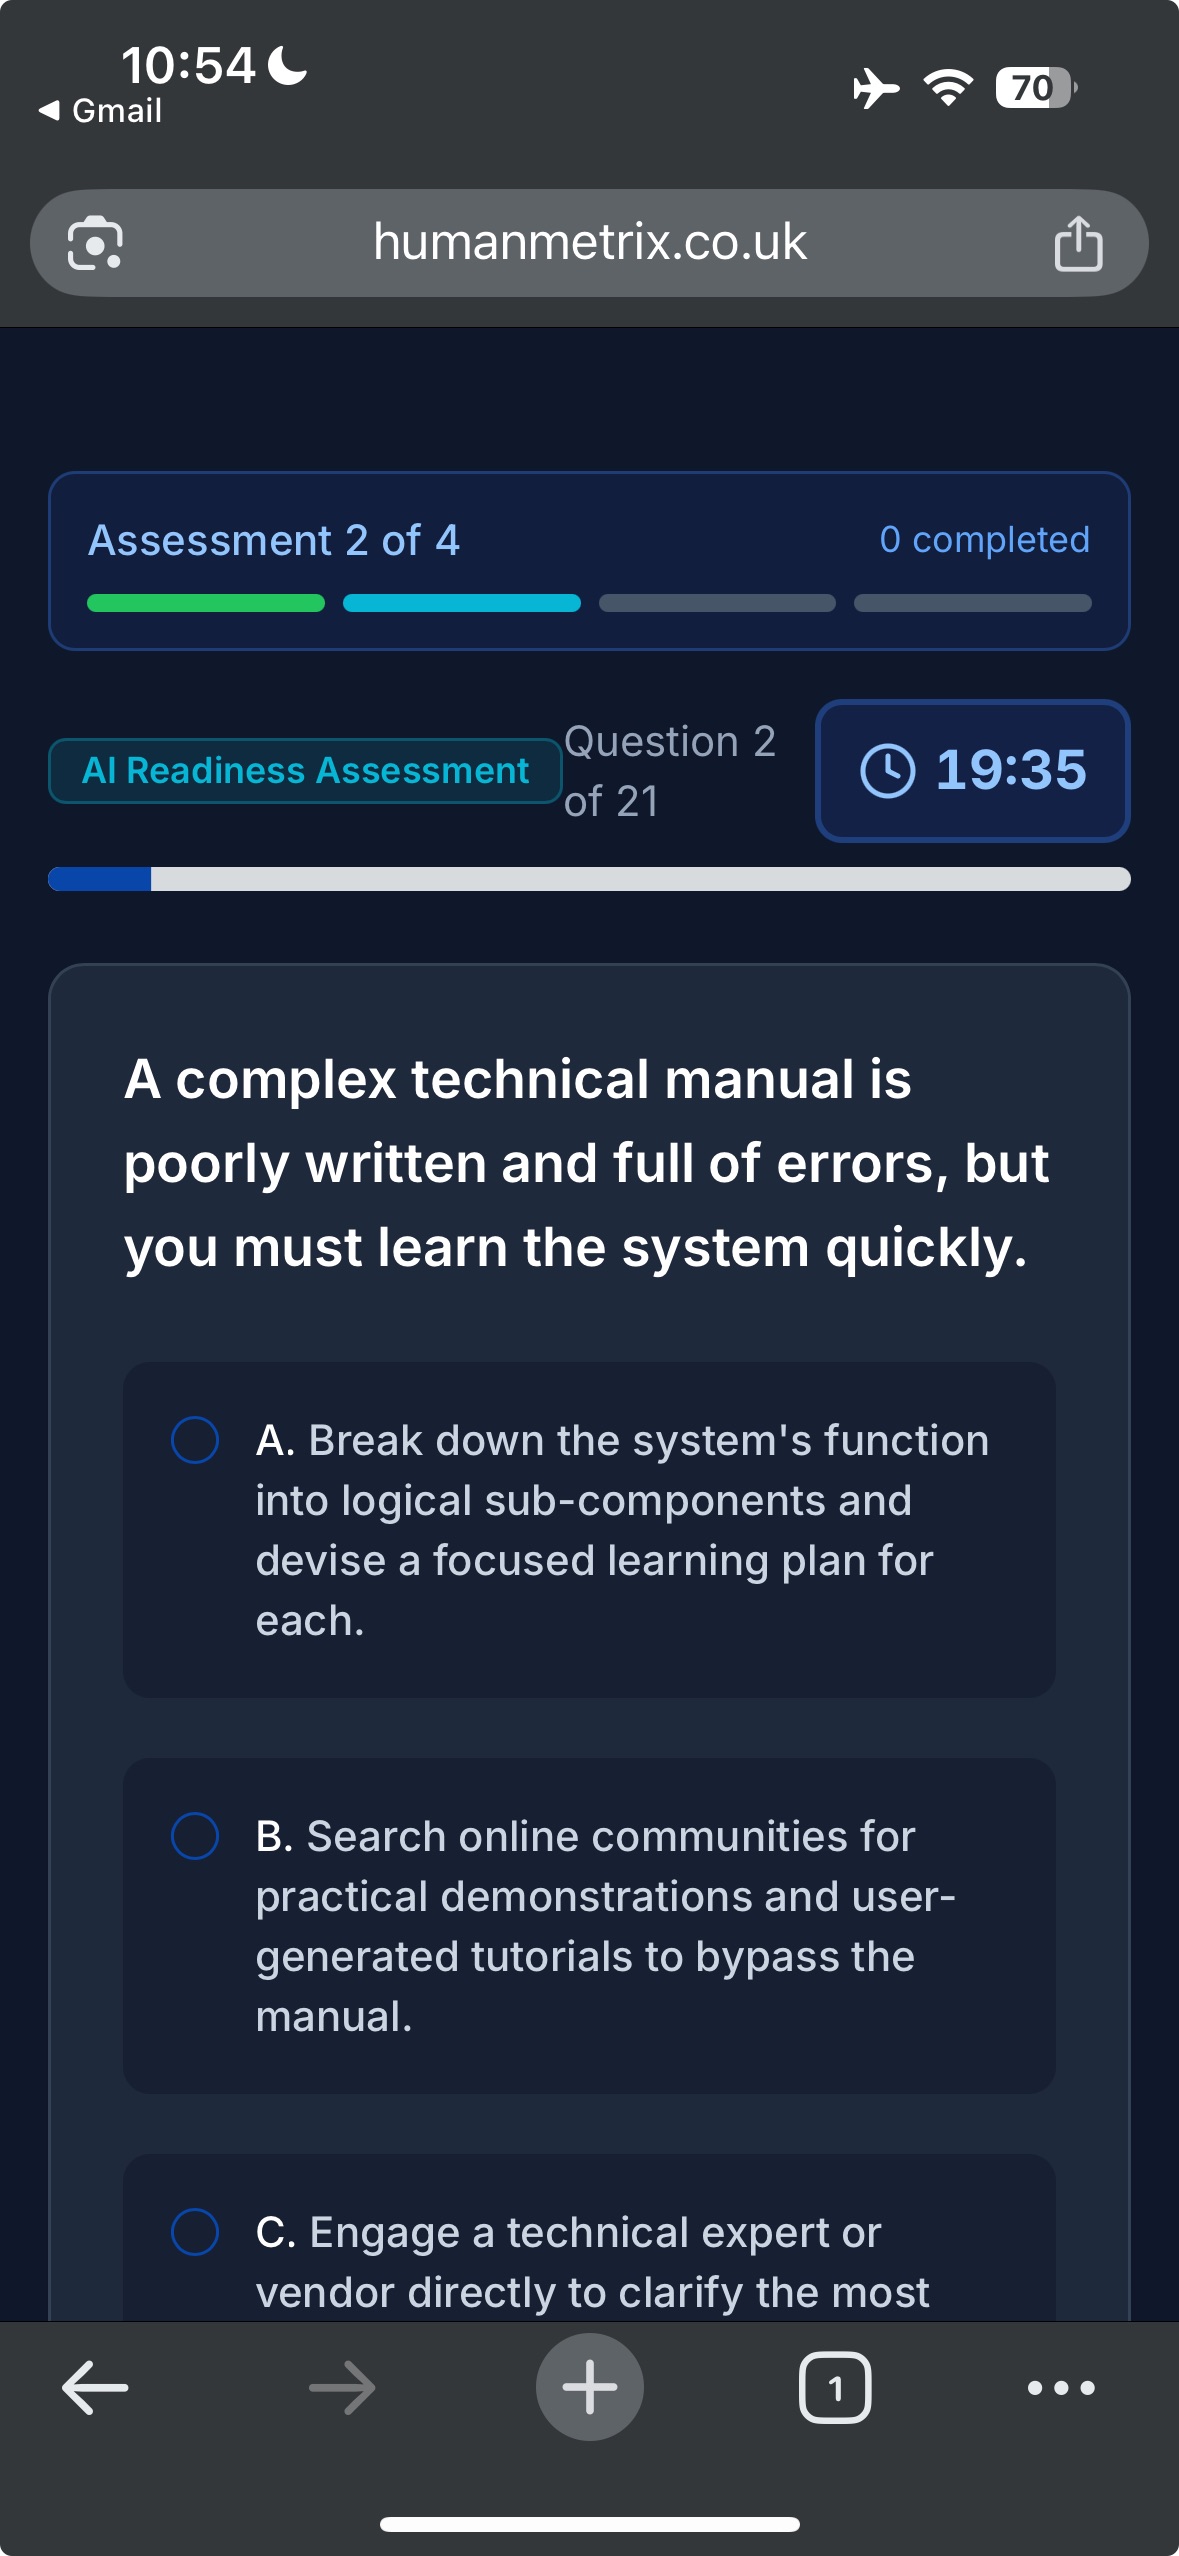 10:54
Gmail
70
humanmetrix.co.uk
Assessment 2 of 4
0 completed
AI Readiness Assessment
Question 2
of 21
19:35
A complex technical manual is
poorly written and full of errors, but
you must learn the system quickly.
A. Break down the system's function
into logical sub-components and
devise a focused learning plan for
each.
B. Search online communities for
practical demonstrations and user-
generated tutorials to bypass the
manual.
C. Engage a technical expert or
vendor directly to clarify the most
1